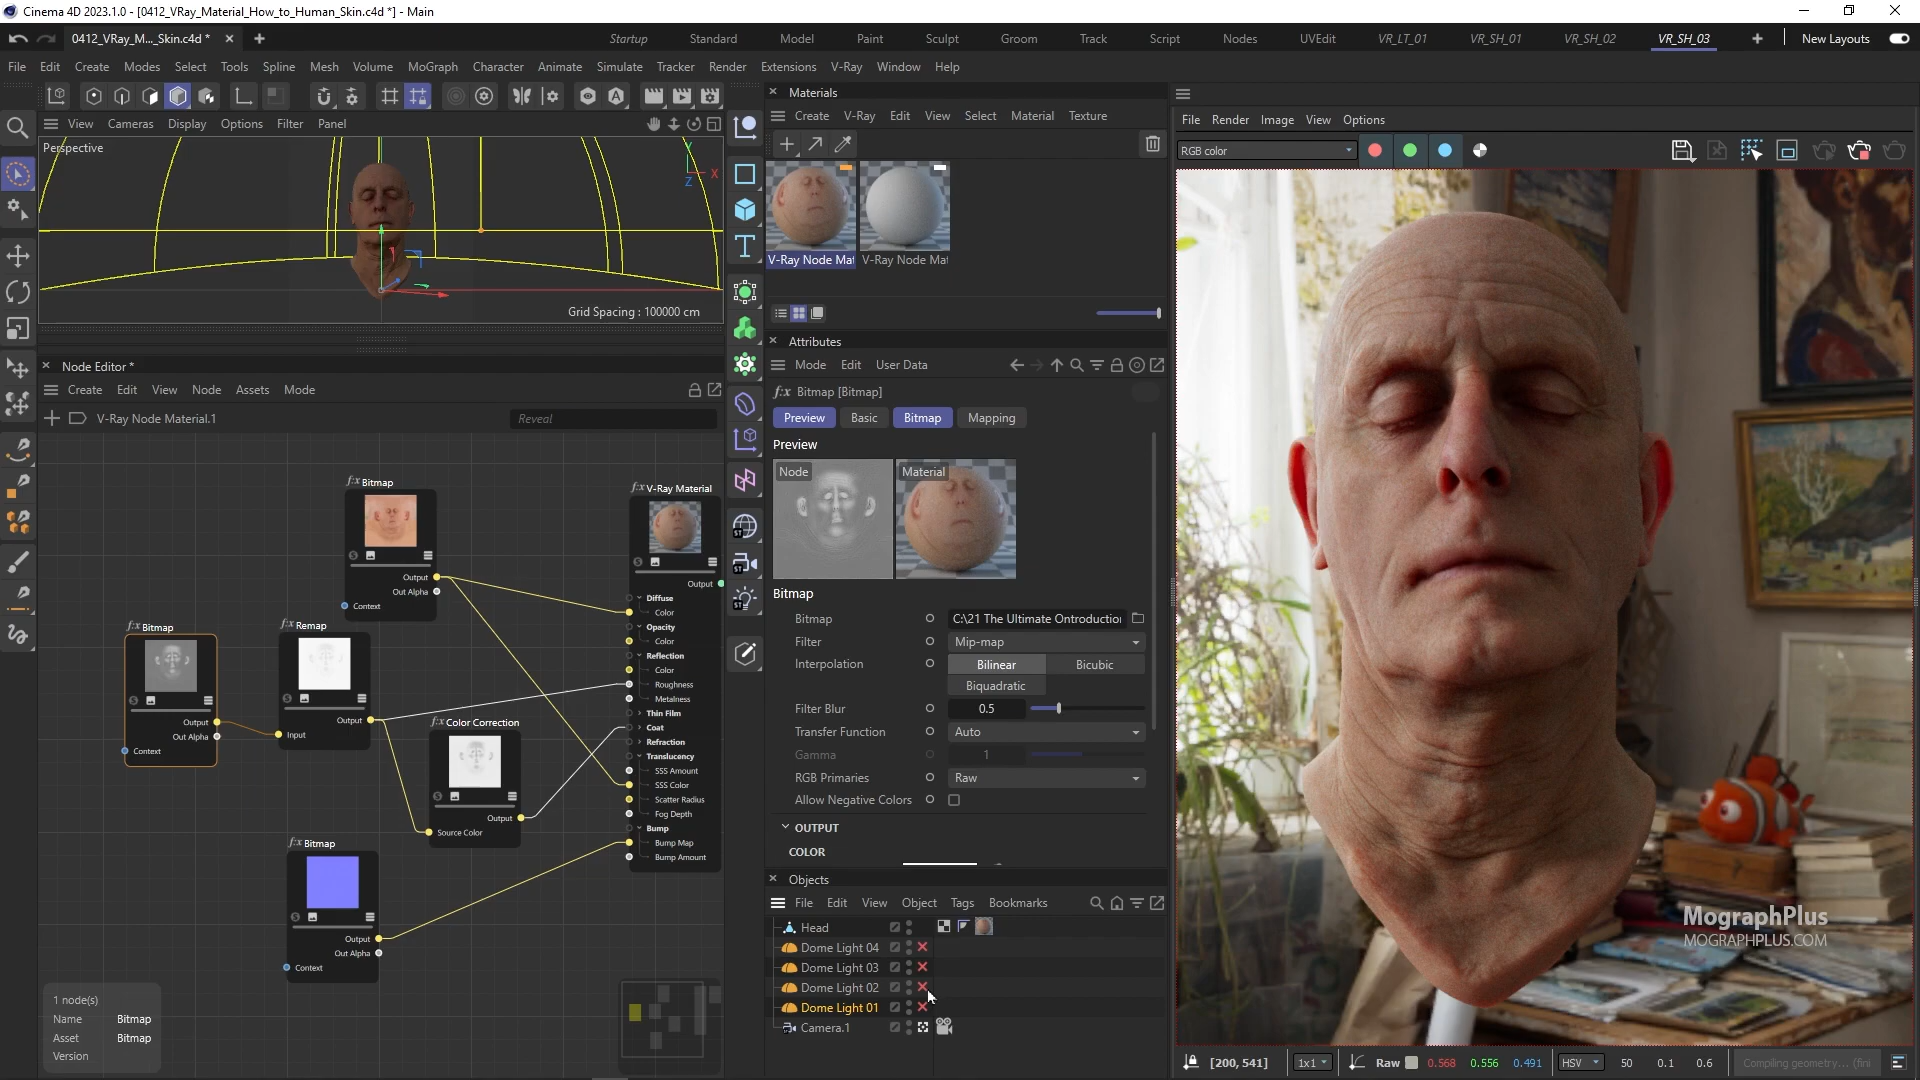 Cinema 4D 2023.1.0 - [0412_VRay_Material_How_to_Human_Skin.c4d *] - Main
0412_VRay_M..._Skin.c4d *
Startup Standard Model Paint Sculpt Groom Track Script Nodes UVEdit VR_LT_01 VR_SH_01 VR_SH_02 VR_SH_03 New Layouts
File Edit Create Modes Select Tools Spline Mesh Volume MoGraph Character Animate Simulate Tracker Render Extensions V-Ray Window Help
View Cameras Display Options Filter Panel
Perspective
Y
X
Z
Grid Spacing : 100000 cm
Node Editor *
Create Edit View Node Assets Mode
V-Ray Node Material.1
Reveal
Bitmap
Output
Out Alpha
Context
Bitmap
Output
Out Alpha
Context
Remap
Output
Input
Color Correction
Output
Source Color
Bitmap
Output
Out Alpha
Context
V-Ray Material
Output
Diffuse
Color
Opacity
Color
Reflection
Color
Roughness
Metalness
Thin Film
Coat
Refraction
Translucency
SSS Amount
SSS Color
Scatter Radius
Fog Depth
Bump
Bump Map
Bump Amount
1 node(s)
Name Bitmap
Asset Bitmap
Version
Materials
Create V-Ray Edit View Select Material Texture
V-Ray Node Mat
V-Ray Node Mat
Attributes
Mode Edit User Data
Bitmap [Bitmap]
Preview Basic Bitmap Mapping
Preview
Node
Material
Bitmap
Bitmap C:\21 The Ultimate Ontroduction
Filter Mip-map
Interpolation Bilinear Bicubic
Biquadratic
Filter Blur 0.5
Transfer Function Auto
Gamma 1
RGB Primaries Raw
Allow Negative Colors
OUTPUT
COLOR
Objects
File Edit View Object Tags Bookmarks
Head
Dome Light 04
Dome Light 03
Dome Light 02
Dome Light 01
Camera.1
File Render Image View Options
RGB color
MographPlus
MOGRAPHPLUS.COM
[200, 541] 1x1 Raw 0.568 0.556 0.491 HSV 50 0.1 0.6 Compiling geometry... (fini